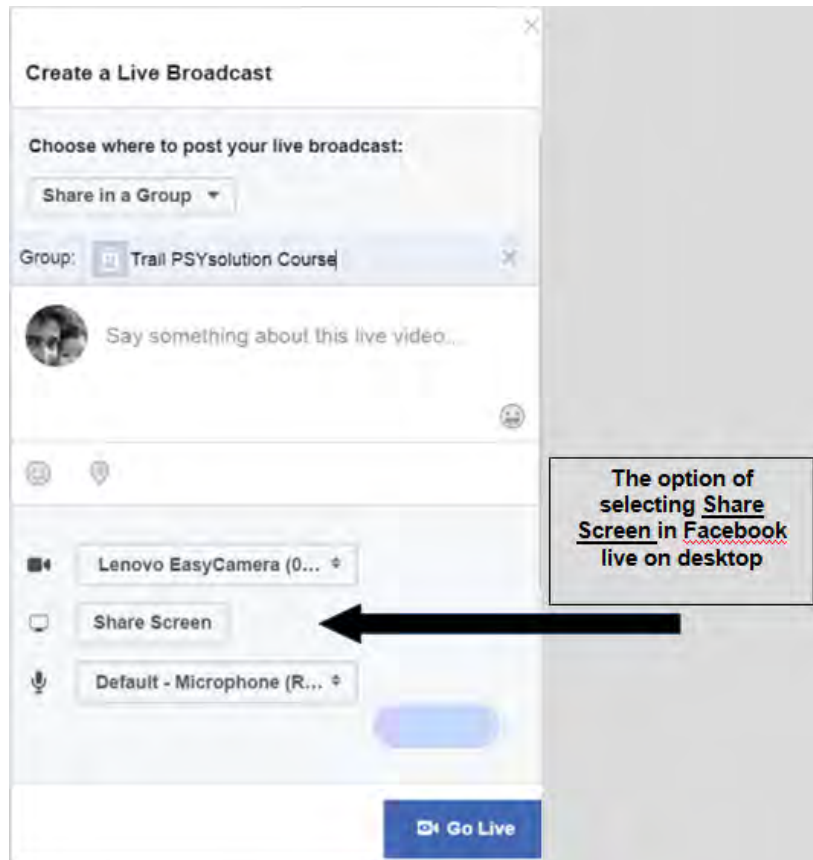 Create a Live Broadcast
Choose where to post your live broadcast:
Share in a Group
Group: Trail PSYsolution Course
Say something about this live video...
The option of
selecting Share
Screen in Facebook
live on desktop
Lenovo EasyCamera (0...
Share Screen
Default - Microphone (R...
Go Live